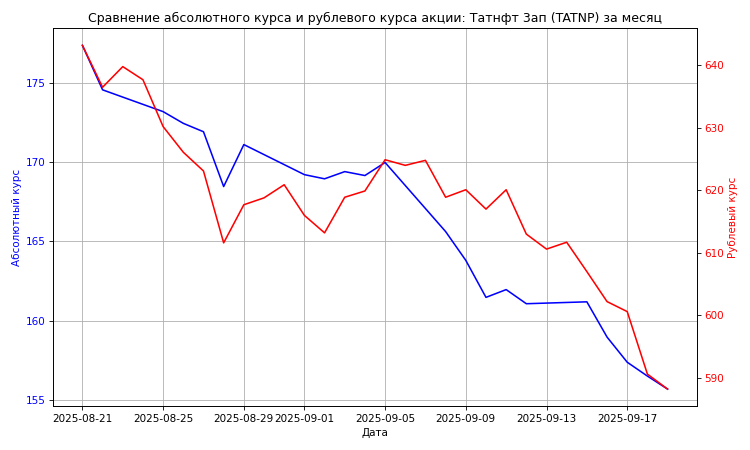 Сравнение абсолютного курса и рублевого курса акции: Татнфт 3ап (TATNP) за месяц
175
170
165
160
155
Абсолютный курс
640
630
620
610
600
590
Рублевый курс
2025-08-21 2025-08-25 2025-08-29 2025-09-01 2025-09-05 2025-09-09 2025-09-13 2025-09-17
Дата